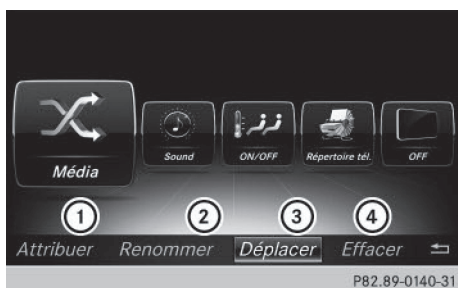 Média
Sound
ON/OFF
Répertoire tél.
OFF
1 2 3 4
Attribuer Renommer Déplacer Effacer
P82.89-0140-31